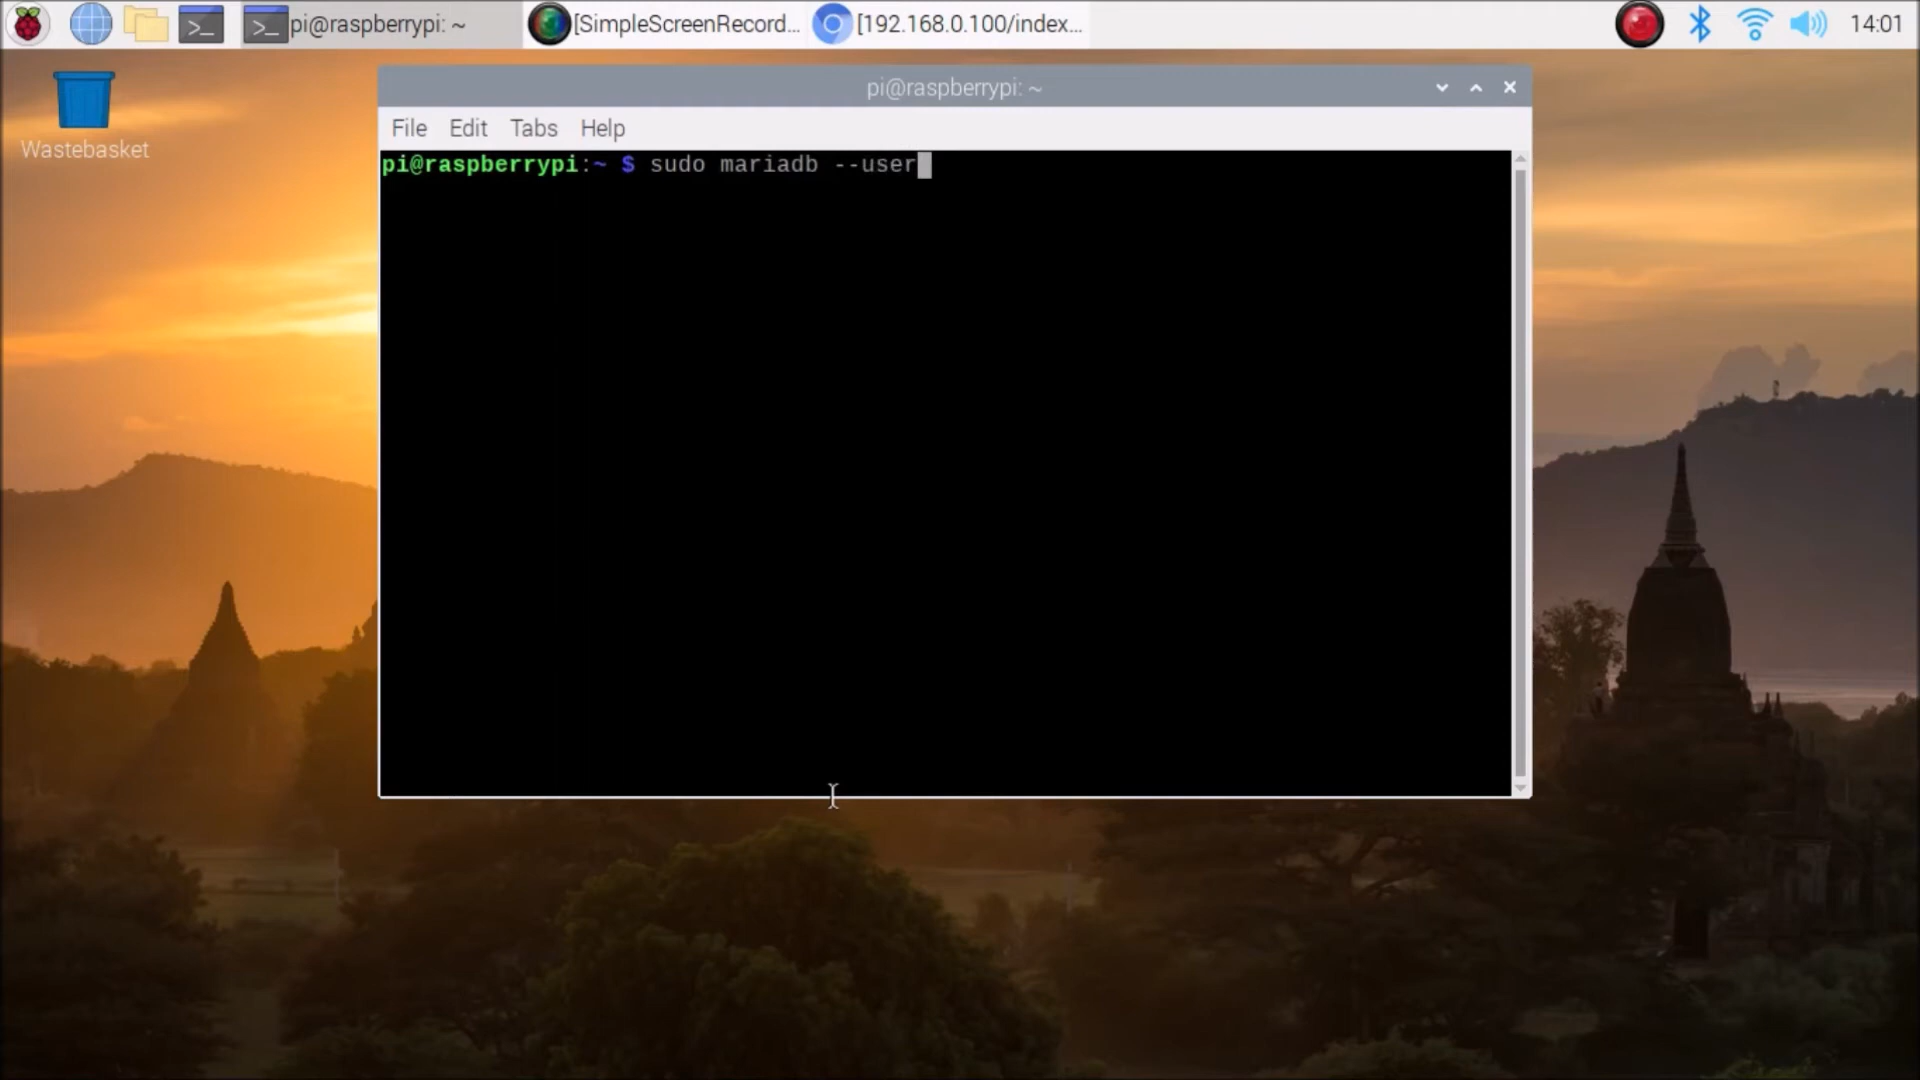 pi@raspberrypi: ~
[SimpleScreenRecord...
[192.168.0.100/index...
14:01
Wastebasket
pi@raspberrypi: ~
File Edit Tabs Help
pi@raspberrypi:~ $ sudo mariadb --user